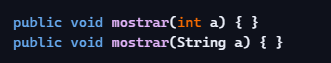 public void mostrar(int a) { }
public void mostrar(String a) { }